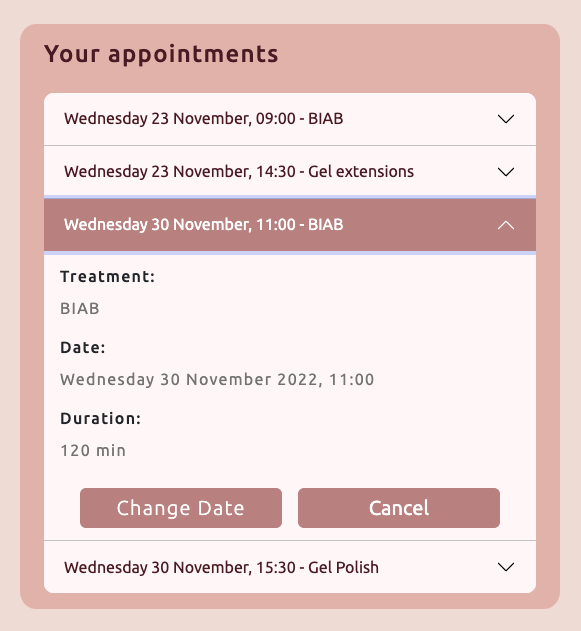 Your appointments
Wednesday 23 November, 09:00 - BIAB
Wednesday 23 November, 14:30 - Gel extensions
Wednesday 30 November, 11:00 - BIAB
Treatment:
BIAB
Date:
Wednesday 30 November 2022, 11:00
Duration:
120 min
Change Date
Cancel
Wednesday 30 November, 15:30 - Gel Polish